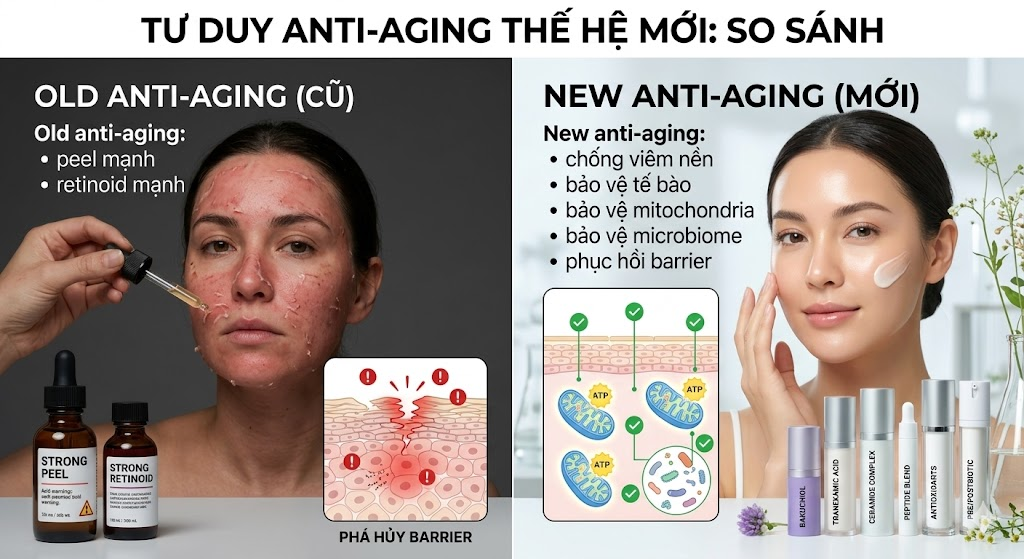 TƯ DUY ANTI-AGING THẾ HỆ MỚI: SO SÁNH
OLD ANTI-AGING (CŨ)
Old anti-aging:
• peel mạnh
• retinoid mạnh
STRONG
PEEL
STRONG
RETINOID
PHÁ HỦY BARRIER
NEW ANTI-AGING (MỚI)
New anti-aging:
• chống viêm nền
• bảo vệ tế bào
• bảo vệ mitochondria
• bảo vệ microbiome
• phục hồi barrier
ATP
ATP
ATP
BAKUCHIOL
TRANEXAMIC ACID
CERAMIDE COMPLEX
PEPTIDE BLEND
ANTIOXIDARTS
PRE/POSTBIOTIC